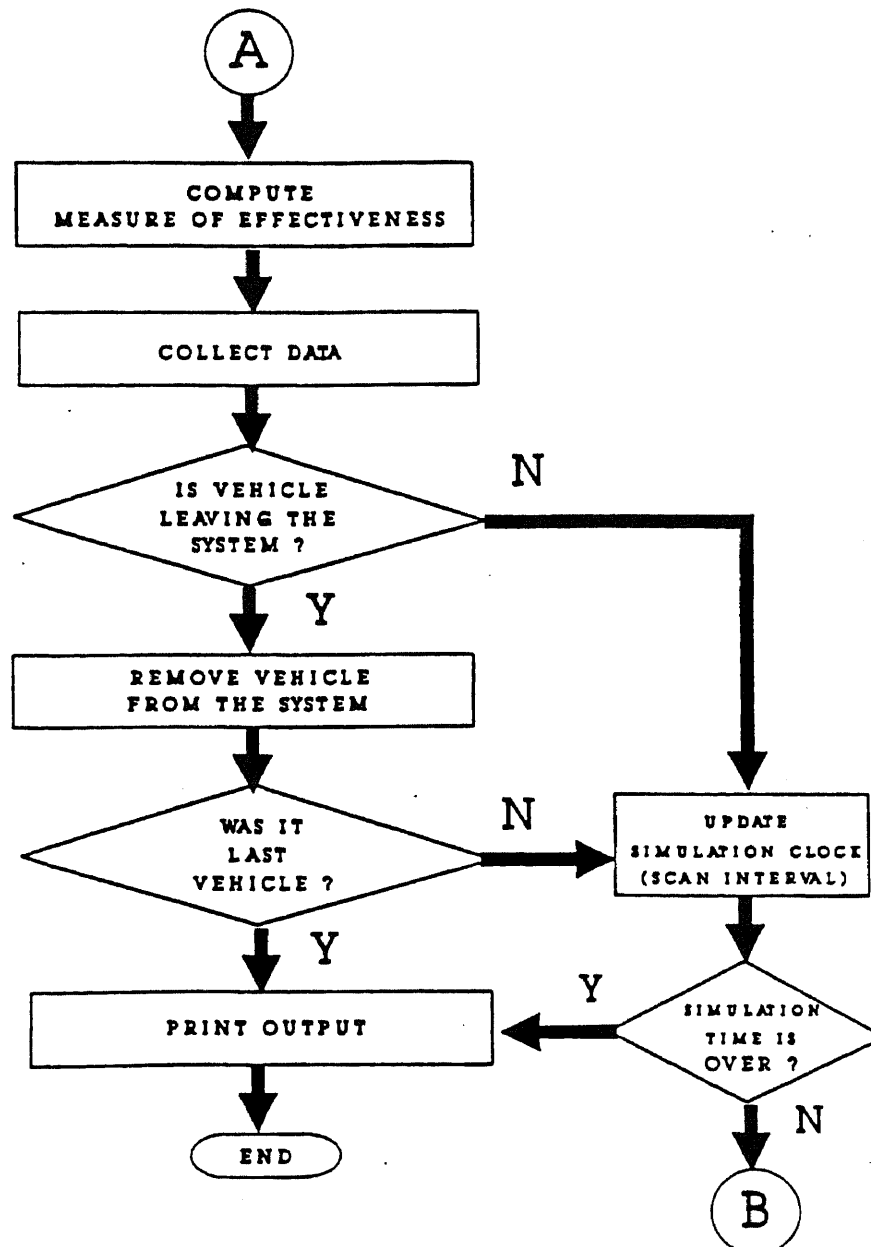 A
COMPUTE
MEASURE OF EFFECTIVENESS
COLLECT DATA
IS VEHICLE
LEAVING THE
SYSTEM ?
N
Y
REMOVE VEHICLE
FROM THE SYSTEM
WAS IT
LAST
VEHICLE ?
N
UPDATE
SIMULATION CLOCK
(SCAN INTERVAL)
Y
Y
SIMULATION
TIME IS
OVER ?
PRINT OUTPUT
N
END
B